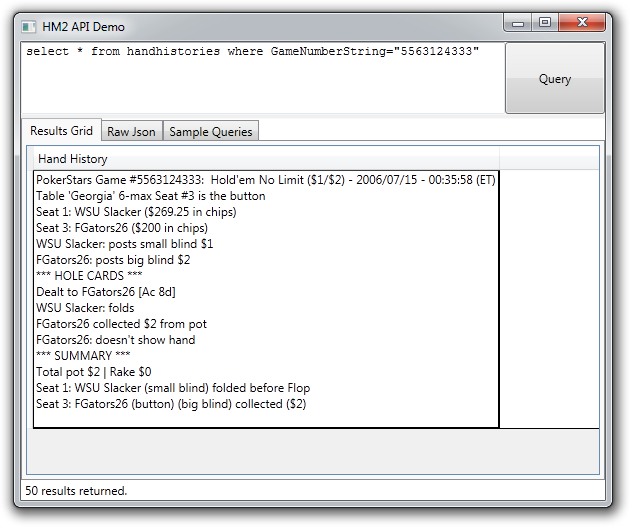 HM2 API Demo
select * from handhistories where GameNumberString="5563124333"
Query
Results Grid Raw Json Sample Queries
Hand History
PokerStars Game #5563124333:  Hold'em No Limit ($1/$2) - 2006/07/15 - 00:35:58 (ET)
Table 'Georgia' 6-max Seat #3 is the button
Seat 1: WSU Slacker ($269.25 in chips)
Seat 3: FGators26 ($200 in chips)
WSU Slacker: posts small blind $1
FGators26: posts big blind $2
*** HOLE CARDS ***
Dealt to FGators26 [Ac 8d]
WSU Slacker: folds
FGators26 collected $2 from pot
FGators26: doesn't show hand
*** SUMMARY ***
Total pot $2 | Rake $0
Seat 1: WSU Slacker (small blind) folded before Flop
Seat 3: FGators26 (button) (big blind) collected ($2)
50 results returned.